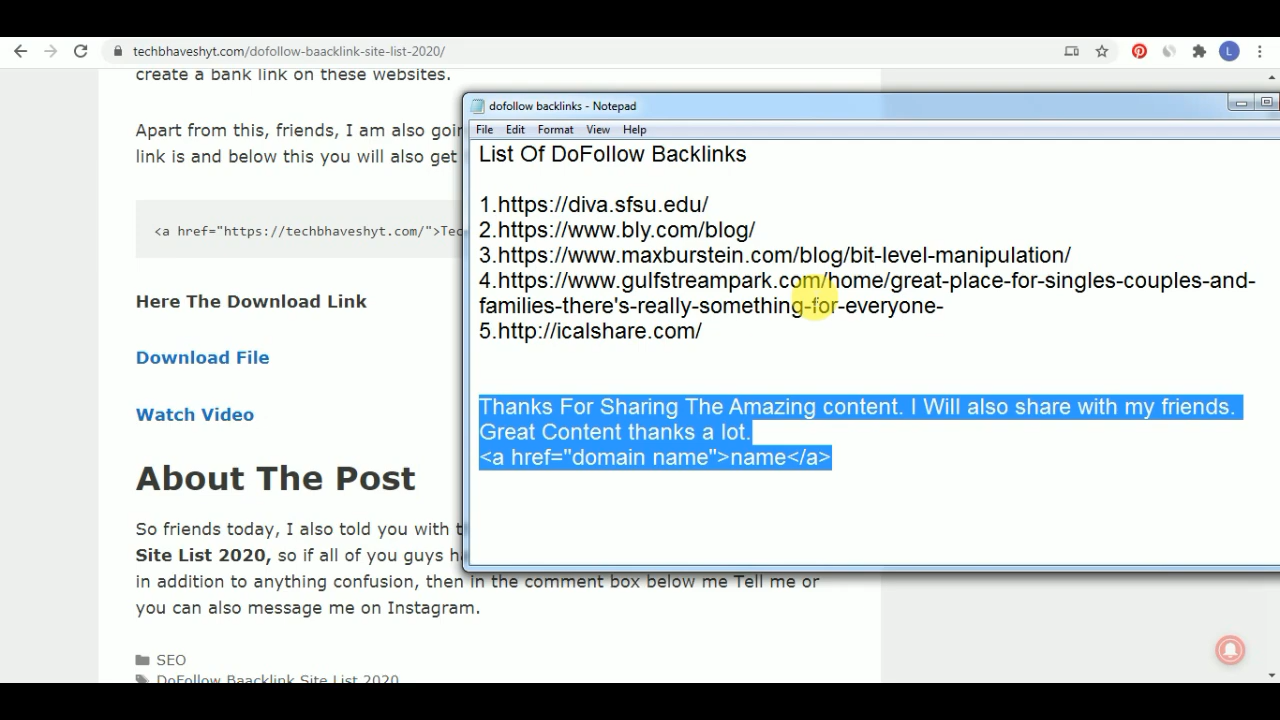 techbhaveshyt.com/dofollow-baacklink-site-list-2020/
L
create a bank link on these websites.
Apart from this, friends, I am also goin
link is and below this you will also get
<a href="https://techbhaveshyt.com/">Tec
Here The Download Link
Download File
Watch Video
About The Post
So friends today, I also told you with t
Site List 2020, so if all of you guys ha
in addition to anything confusion, then in the comment box below me Tell me or
you can also message me on Instagram.
SEO
DoFollow Baacklink Site List 2020
dofollow backlinks - Notepad
File Edit Format View Help
List Of DoFollow Backlinks
1.https://diva.sfsu.edu/
2.https://www.bly.com/blog/
3.https://www.maxburstein.com/blog/bit-level-manipulation/
4.https://www.gulfstreampark.com/home/great-place-for-singles-couples-and-
families-there's-really-something-for-everyone-
5.http://icalshare.com/
Thanks For Sharing The Amazing content. I Will also share with my friends.
Great Content thanks a lot.
<a href="domain name">name</a>